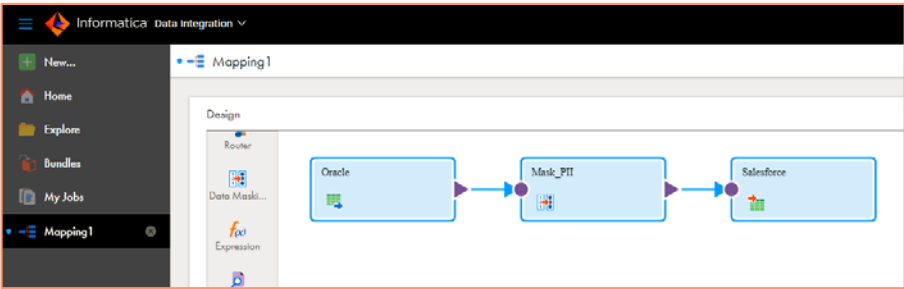 Informatica Data Integration
New...
Home
Explore
Bundles
My Jobs
Mapping1
Mapping1
Design
Router
Data Maski...
Expression
Oracle
Mask_PII
Salesforce